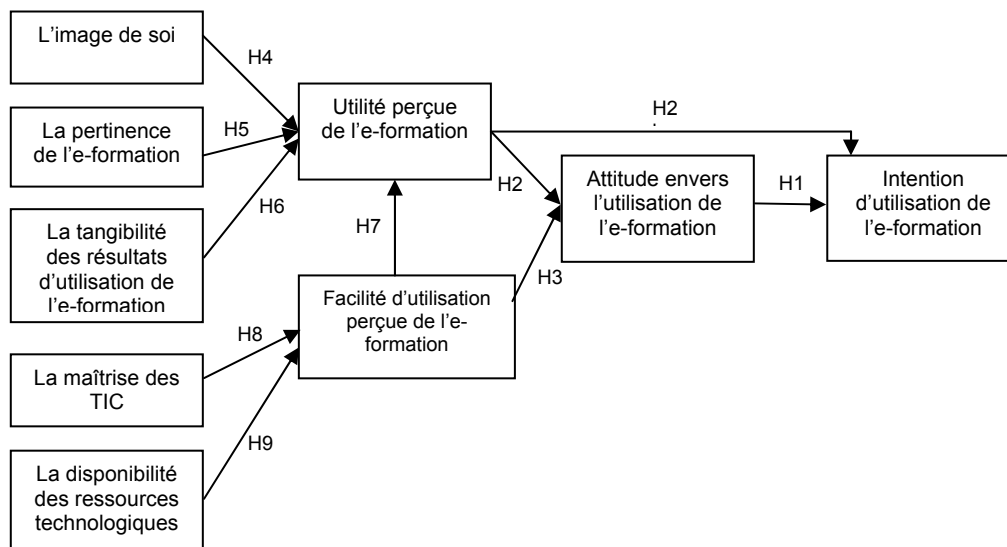 L'image de soi
H4
La pertinence
de l'e-formation
H5
La tangibilité
des résultats
d'utilisation de
l'e-formation
H6
La maîtrise des
TIC
H8
La disponibilité
des ressources
technologiques
H9
Utilité perçue
de l'e-formation
H7
Facilité d'utilisation
perçue de l'e-
formation
H2
.
H2
H3
Attitude envers
l'utilisation de
l'e-formation
H1
Intention
d'utilisation de
l'e-formation